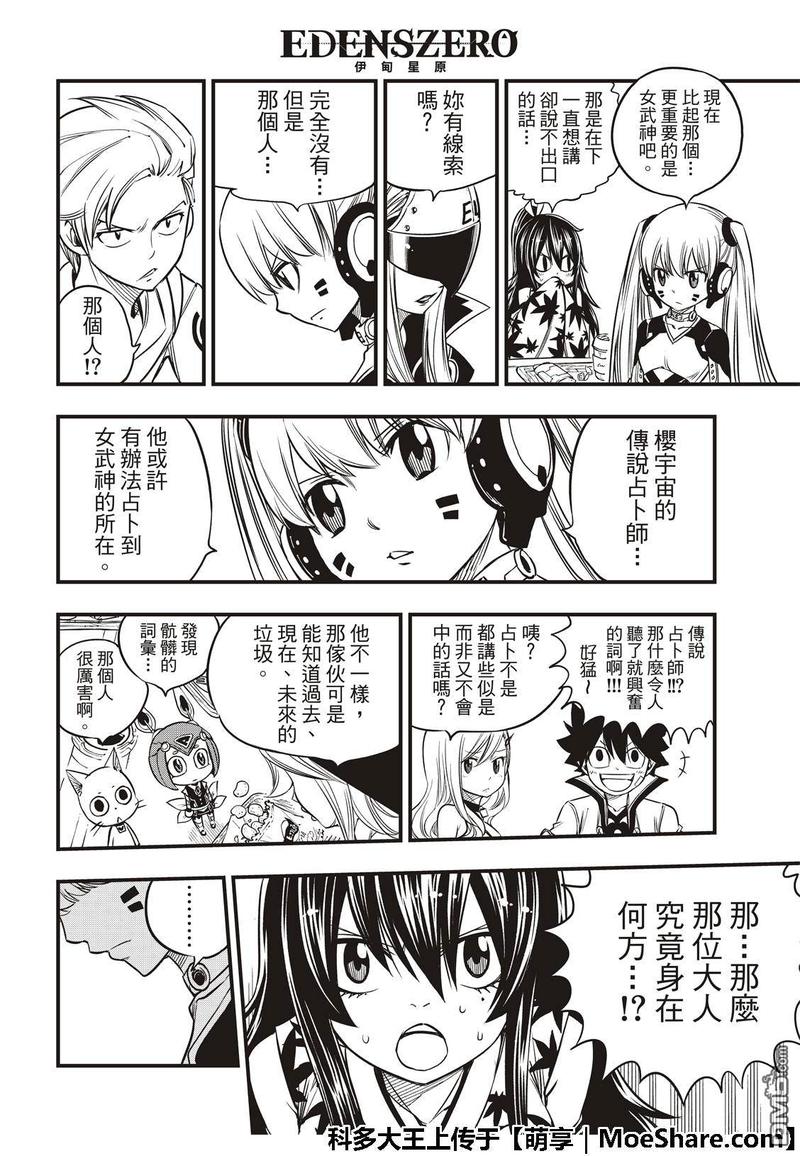 EDENSZERO
伊甸星原
現在
比起那個…
更重要的是
女武神吧。
那是在下
一直想講
卻說不出口
的話…
妳有線索
嗎？
完全沒有…
但是
那個人…
那個
人!?
櫻宇宙的
傳說占卜師…
他或許
有辦法占卜到
女武神的所在。
傳說
占卜師!!?
那什麼令人
聽了就興奮
的詞啊!!!
好猛～
咦？
占卜不是
都講些似是
而非又不會
中的話嗎？
他不一樣，
那傢伙可是
能知道過去、
現在、未來的
垃圾。
發現
骯髒的
詞彙…
那個人
很厲害啊。
那…那麼
那位大人
究竟身在
何方…!?
……
科多大王上传于【萌享/MoeShare.com】